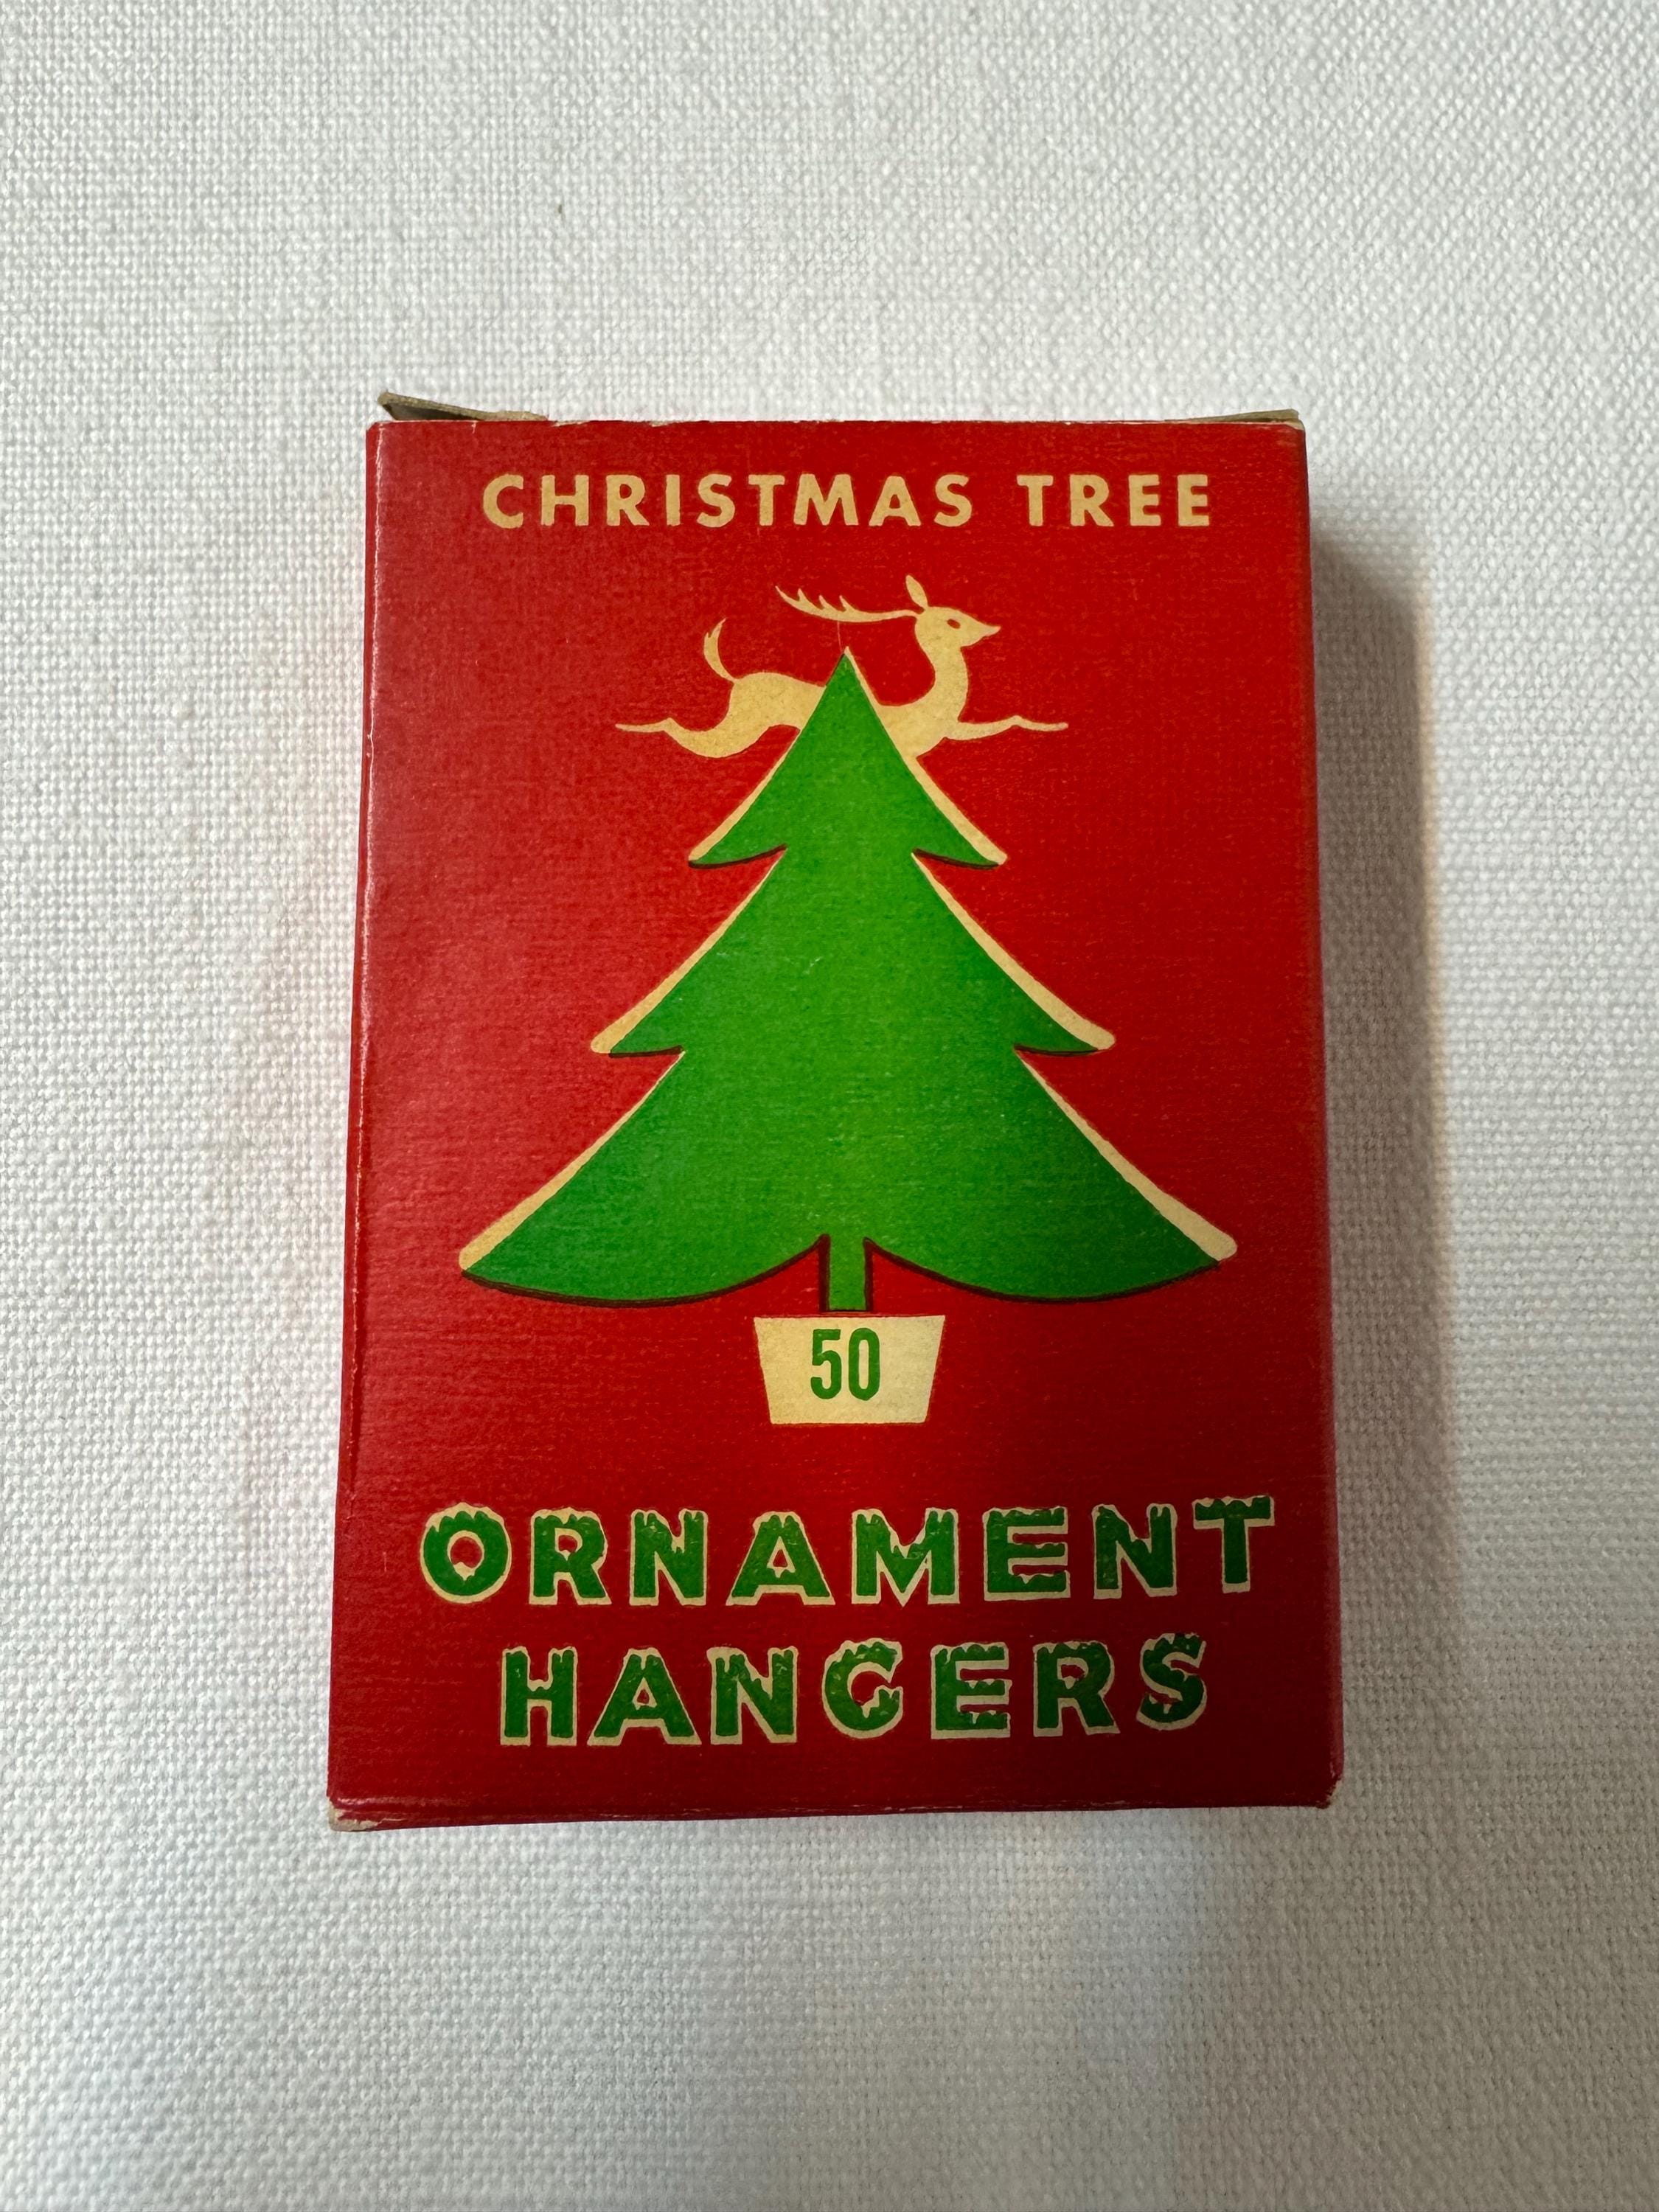 CHRISTMAS TREE
50
ORNAMENT
HANGERS